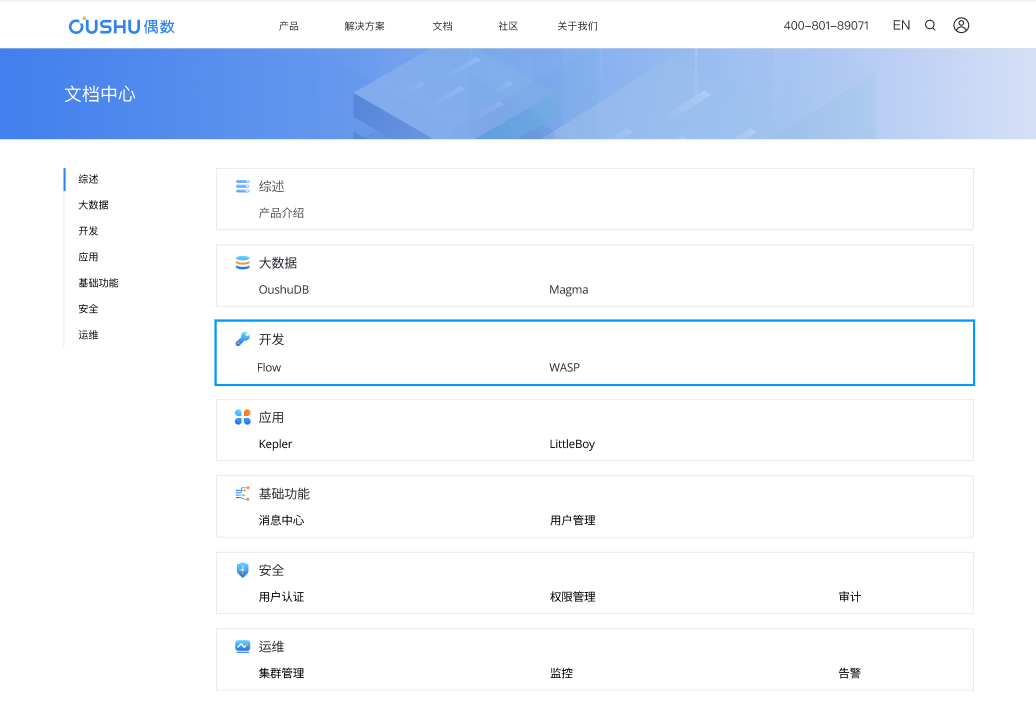 OUSHU偶数 产品 解决方案 文档 社区 关于我们 400-801-89071 EN
文档中心
综述
大数据
开发
应用
基础功能
安全
运维
综述
产品介绍
大数据
OushuDB Magma
开发
Flow WASP
应用
Kepler LittleBoy
基础功能
消息中心 用户管理
安全
用户认证 权限管理 审计
运维
集群管理 监控 告警